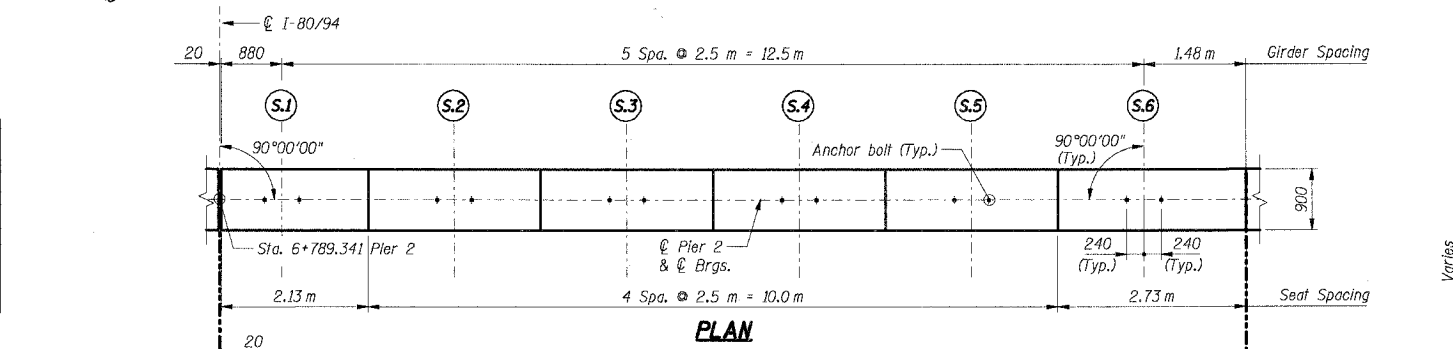 ℄ I-80/94
20 880 5 Spa. @ 2.5 m = 12.5 m 1.48 m Girder Spacing
S.1 S.2 S.3 S.4 S.5 S.6
90°00'00" Anchor bolt (Typ.) 90°00'00"
(Typ.)
900
Sta. 6+789.341 Pier 2 ℄ Pier 2 240 240
& ℄ Brgs. (Typ.) (Typ.)
Varies
2.13 m 4 Spa. @ 2.5 m = 10.0 m 2.73 m Seat Spacing
PLAN
20